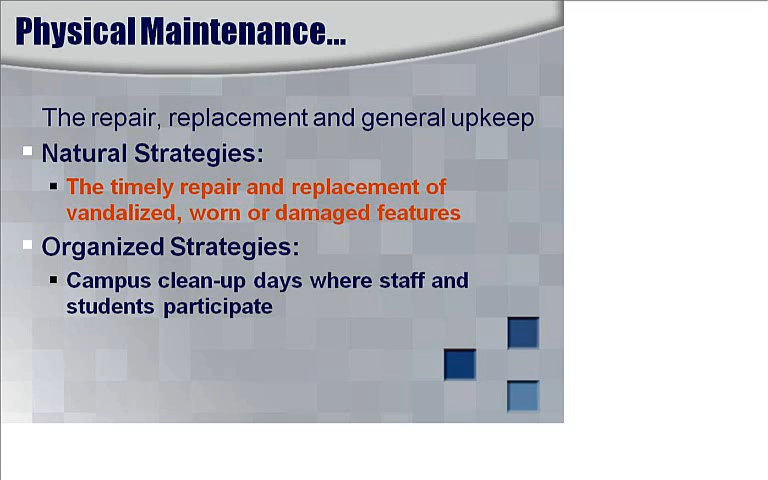 Physical Maintenance...
The repair, replacement and general upkeep
Natural Strategies:
The timely repair and replacement of
vandalized, worn or damaged features
Organized Strategies:
Campus clean-up days where staff and
students participate